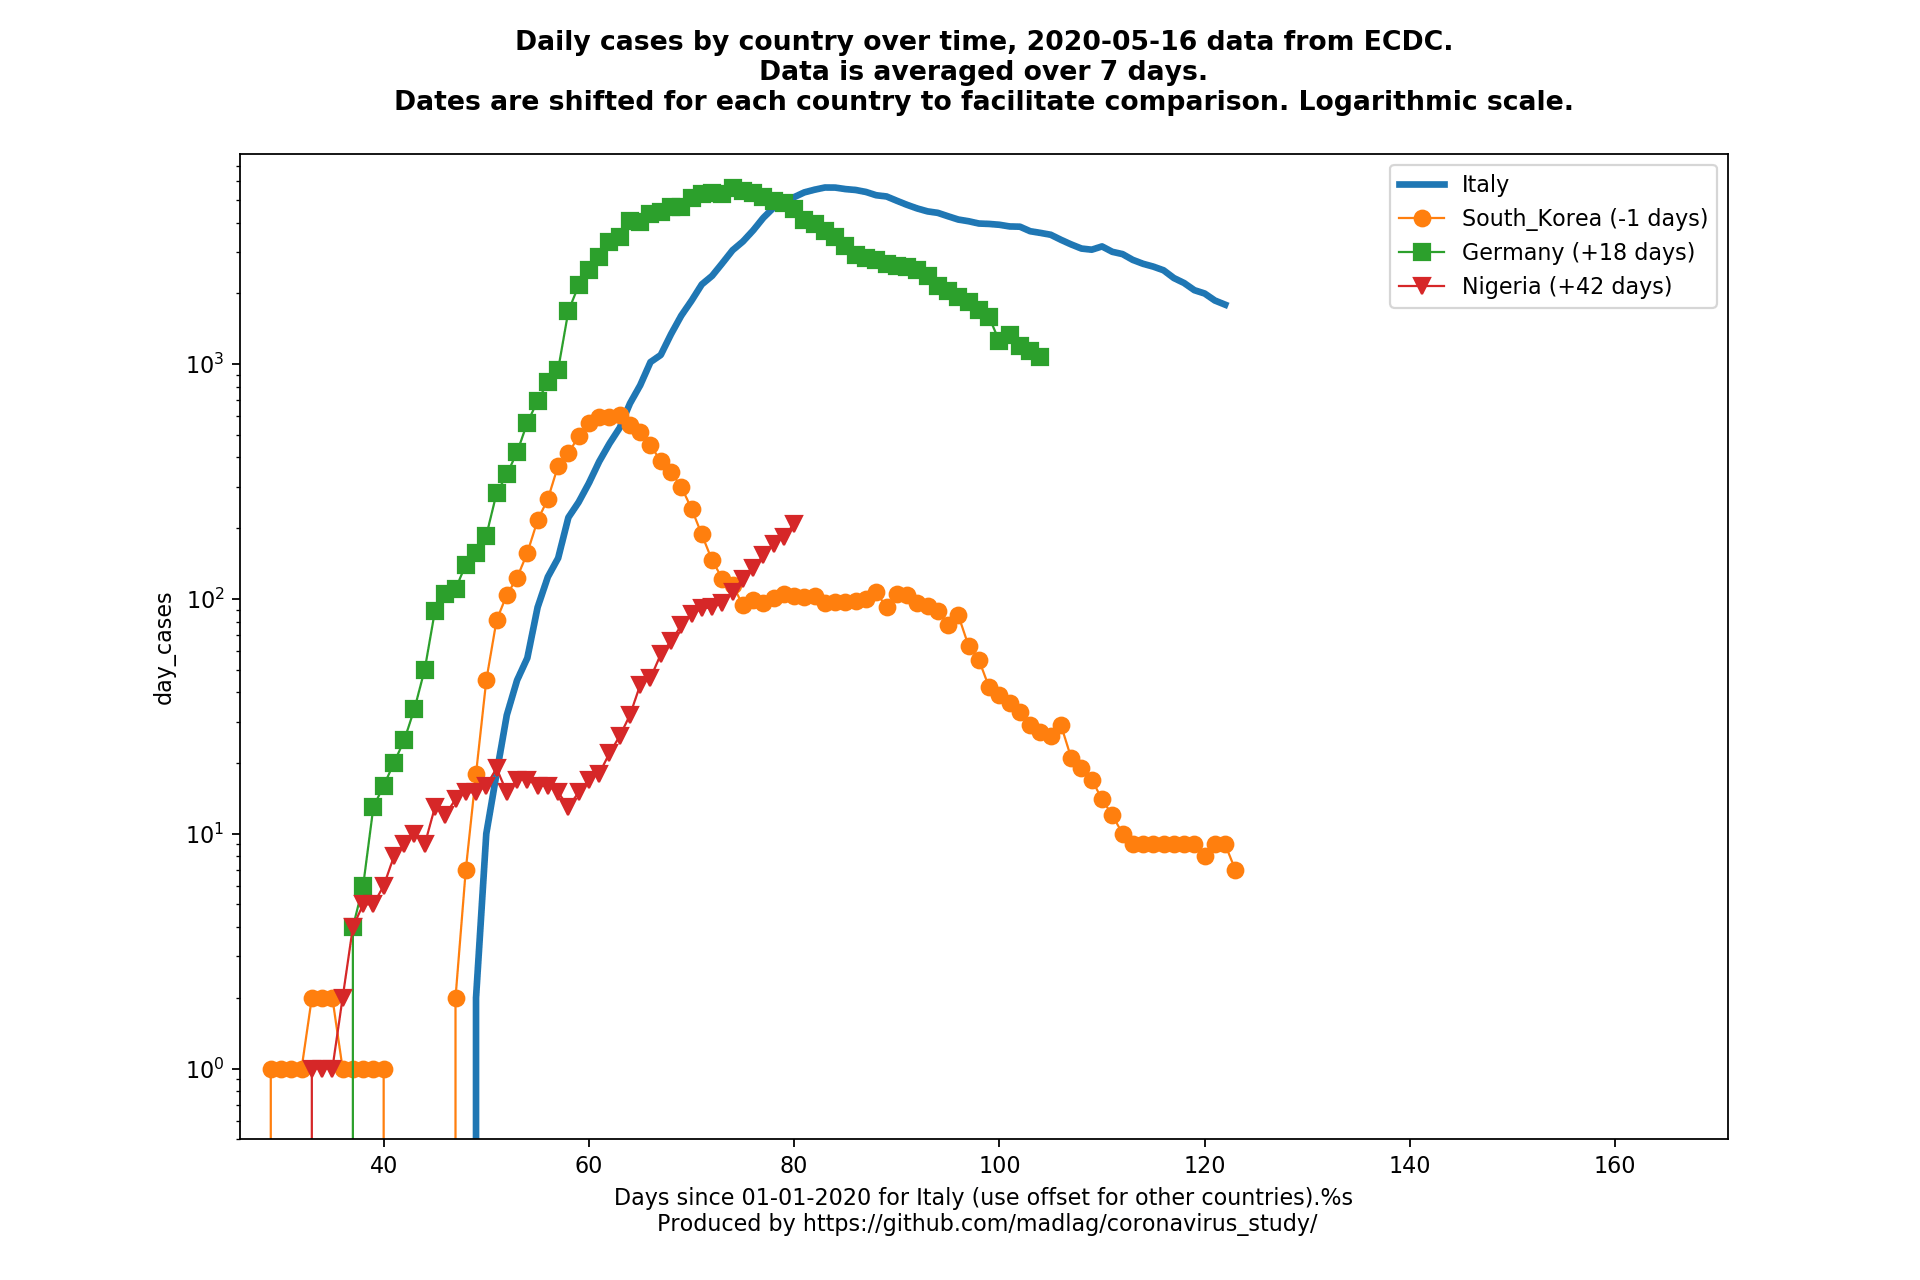 Daily cases by country over time, 2020-05-16 data from ECDC.
Data is averaged over 7 days.
Dates are shifted for each country to facilitate comparison. Logarithmic scale.
Italy
South_Korea (-1 days)
Germany (+18 days)
Nigeria (+42 days)
day_cases
10³
10²
10¹
10⁰
40 60 80 100 120 140 160
Days since 01-01-2020 for Italy (use offset for other countries).%s
Produced by https://github.com/madlag/coronavirus_study/